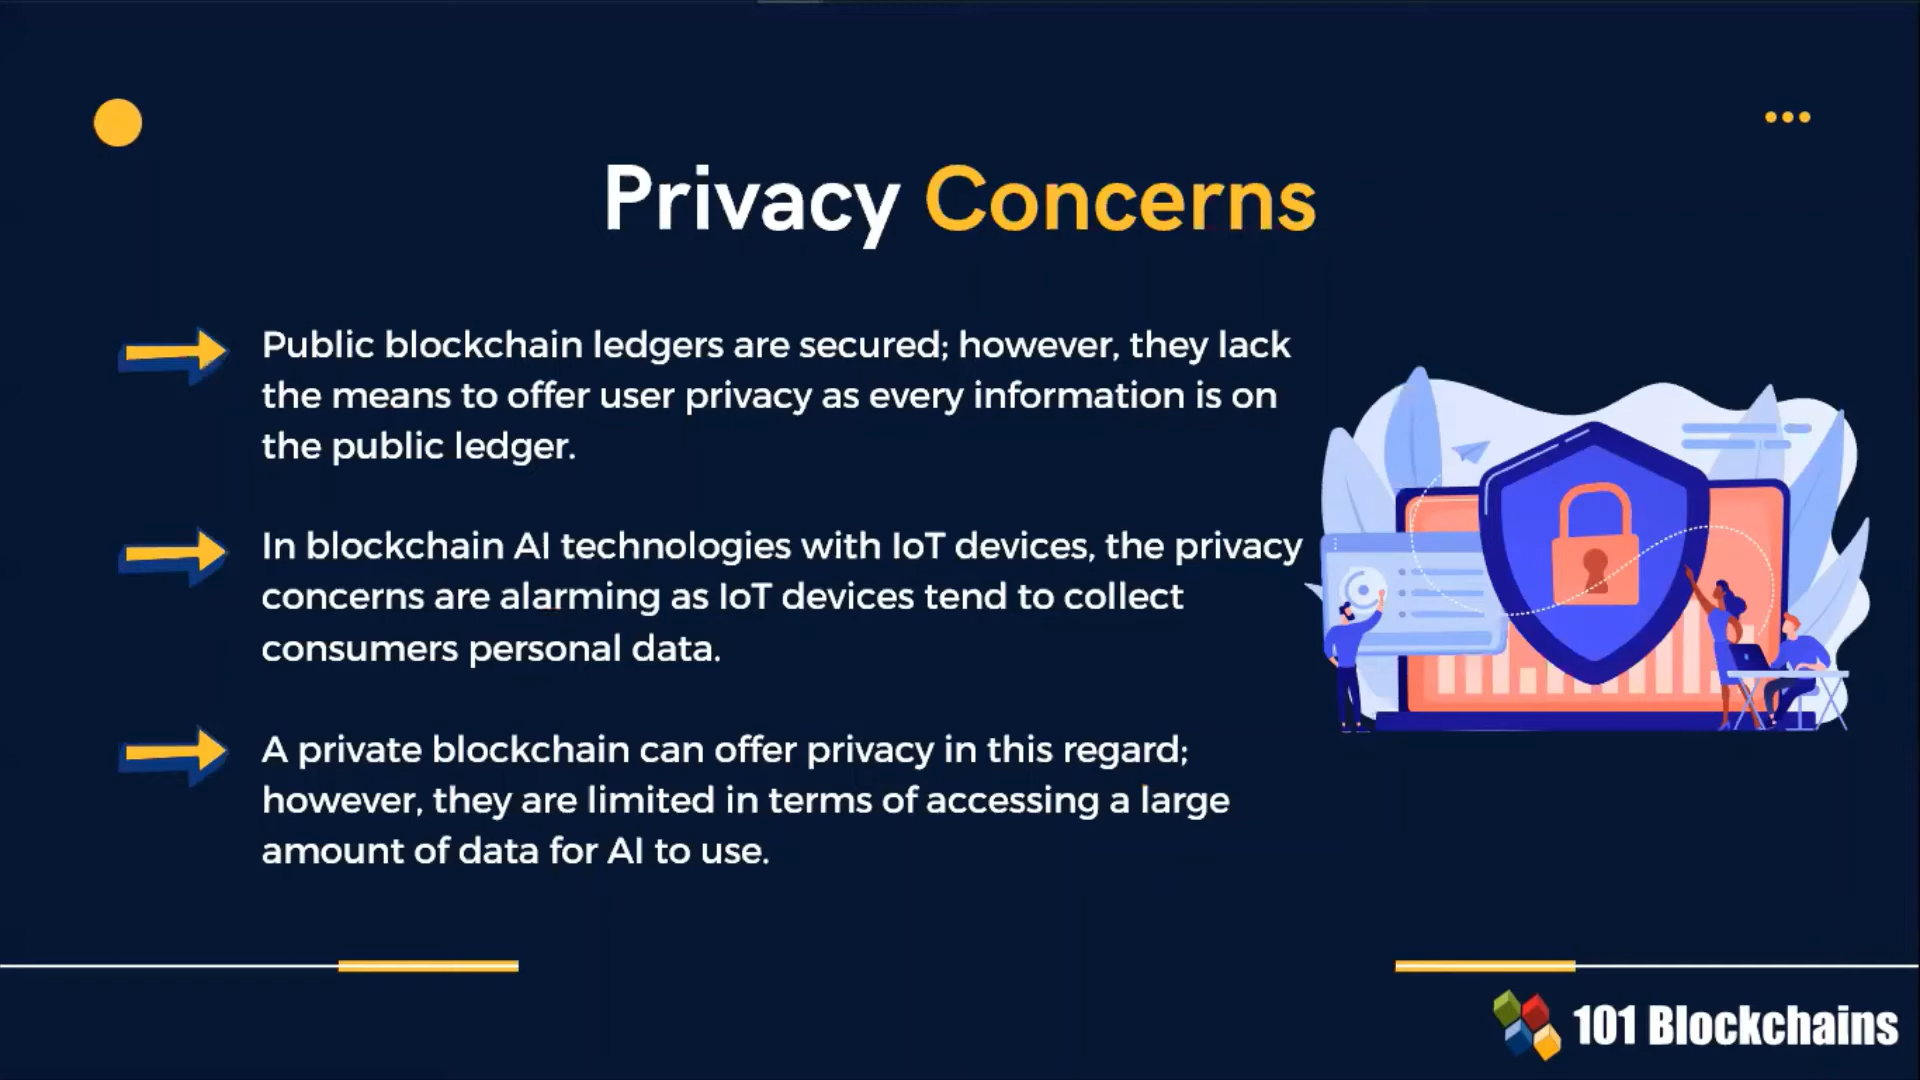 Privacy Concerns
Public blockchain ledgers are secured; however, they lack
the means to offer user privacy as every information is on
the public ledger.
In blockchain AI technologies with IoT devices, the privacy
concerns are alarming as IoT devices tend to collect
consumers personal data.
A private blockchain can offer privacy in this regard;
however, they are limited in terms of accessing a large
amount of data for AI to use.
101 Blockchains